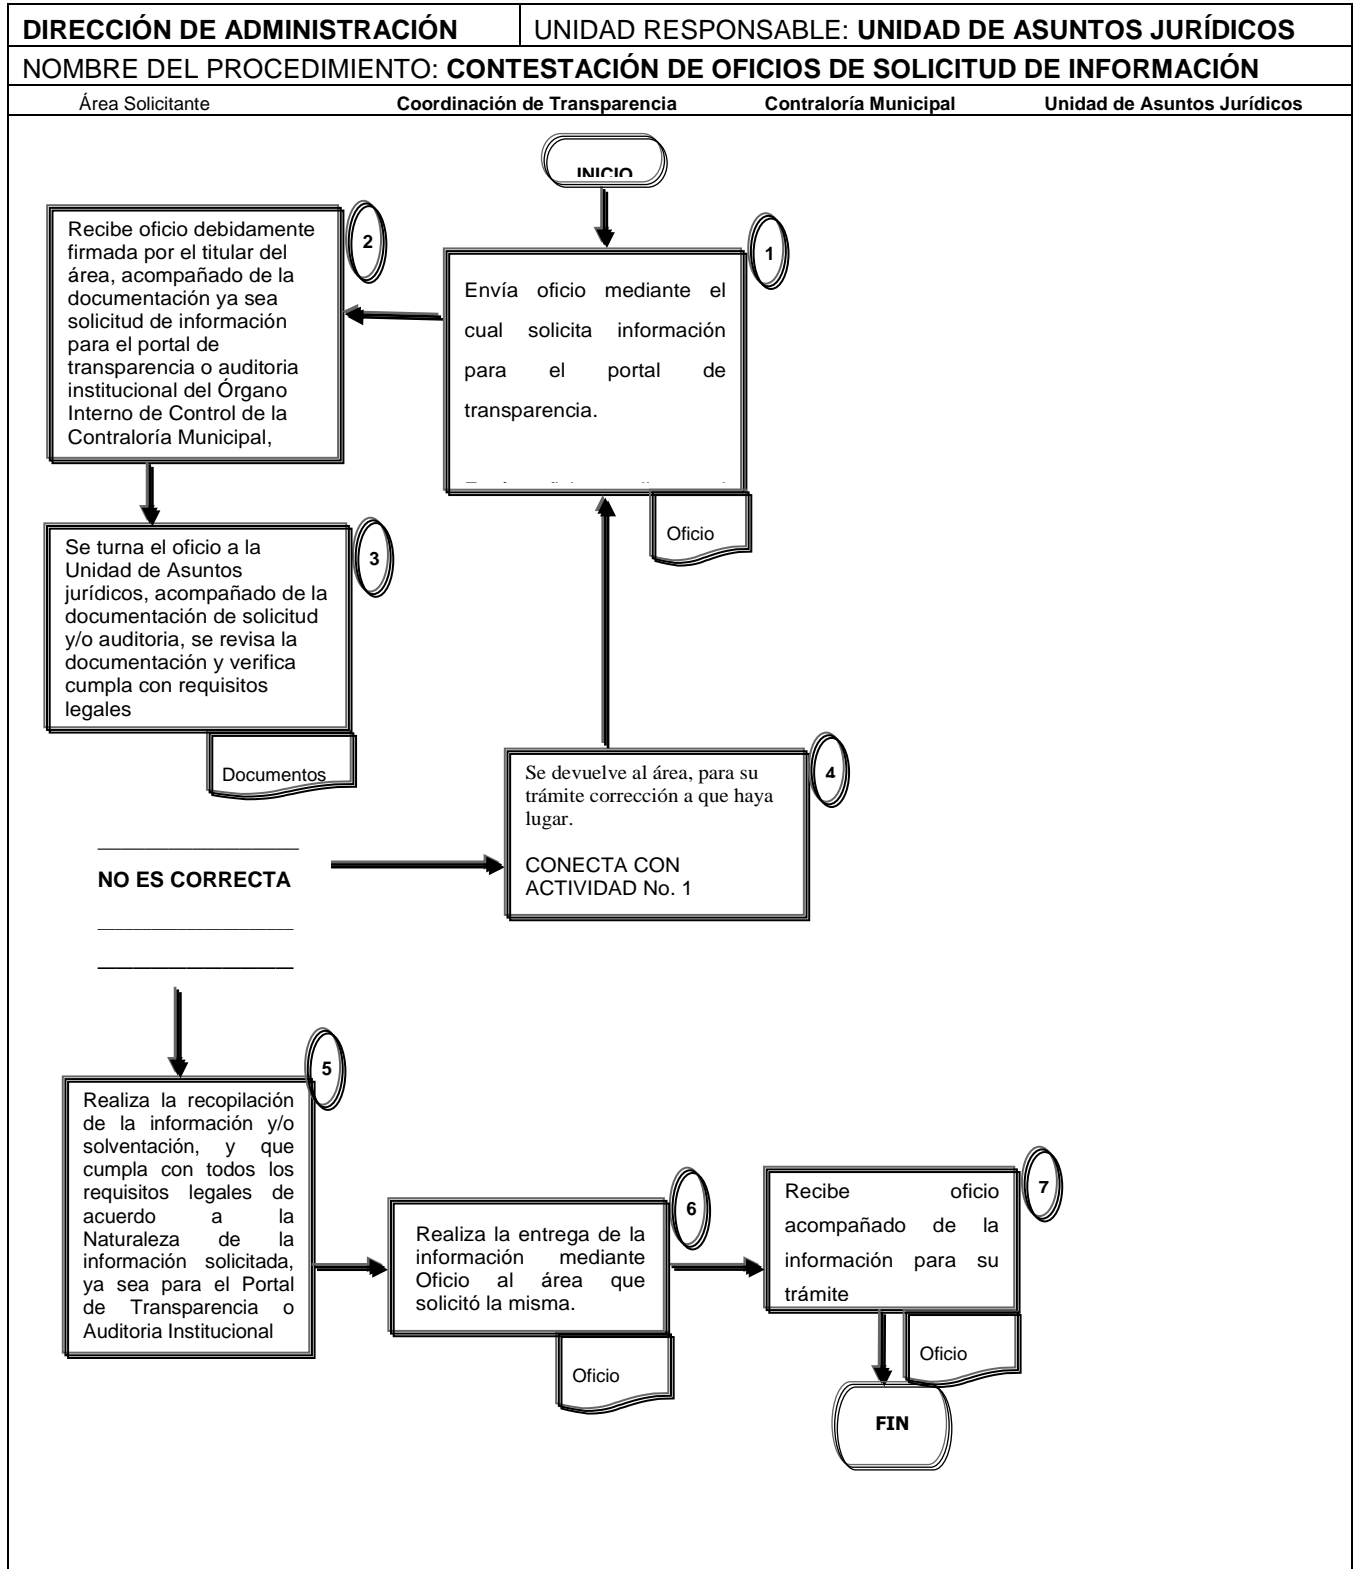 DIRECCIÓN DE ADMINISTRACIÓN
UNIDAD RESPONSABLE: UNIDAD DE ASUNTOS JURÍDICOS
NOMBRE DEL PROCEDIMIENTO: CONTESTACIÓN DE OFICIOS DE SOLICITUD DE INFORMACIÓN
Área Solicitante
Coordinación de Transparencia
Contraloría Municipal
Unidad de Asuntos Jurídicos
INICIO
1
Envía oficio mediante el
cual solicita información
para el portal de
transparencia.
Oficio
2
Recibe oficio debidamente
firmada por el titular del
área, acompañado de la
documentación ya sea
solicitud de información
para el portal de
transparencia o auditoria
institucional del Órgano
Interno de Control de la
Contraloría Municipal,
3
Se turna el oficio a la
Unidad de Asuntos
jurídicos, acompañado de la
documentación de solicitud
y/o auditoria, se revisa la
documentación y verifica
cumpla con requisitos
legales
Documentos
NO ES CORRECTA
4
Se devuelve al área, para su
trámite corrección a que haya
lugar.
CONECTA CON
ACTIVIDAD No. 1
5
Realiza la recopilación
de la información y/o
solventación, y que
cumpla con todos los
requisitos legales de
acuerdo a la
Naturaleza de la
información solicitada,
ya sea para el Portal
de Transparencia o
Auditoria Institucional
6
Realiza la entrega de la
información mediante
Oficio al área que
solicitó la misma.
Oficio
7
Recibe oficio
acompañado de la
información para su
trámite
Oficio
FIN